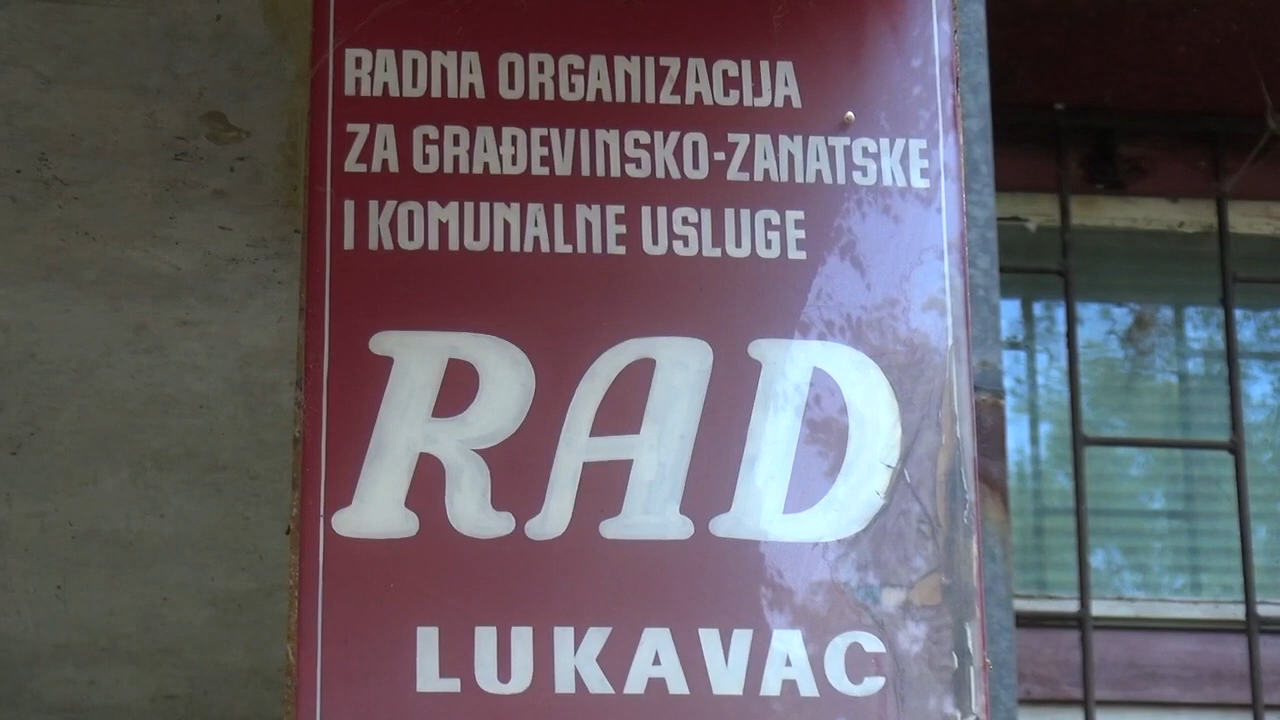 RADNA ORGANIZACIJA
ZA GRAĐEVINSKO-ZANATSKE
I KOMUNALNE USLUGE
RAD
LUKAVAC